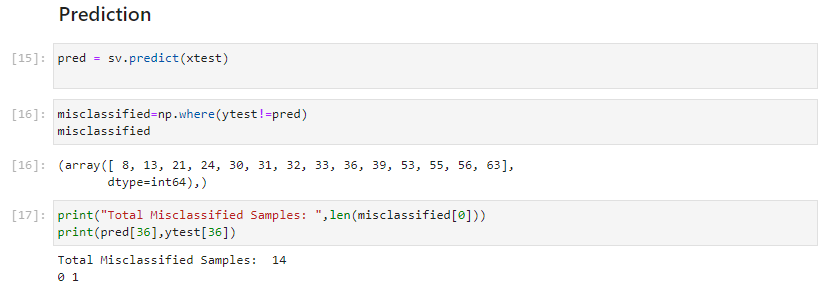 Prediction
[15]: pred = sv.predict(xtest)
[16]: misclassified=np.where(ytest!=pred)
misclassified
[16]: (array([ 8, 13, 21, 24, 30, 31, 32, 33, 36, 39, 53, 55, 56, 63],
dtype=int64),)
[17]: print("Total Misclassified Samples: ",len(misclassified[0]))
print(pred[36],ytest[36])
Total Misclassified Samples:  14
0 1